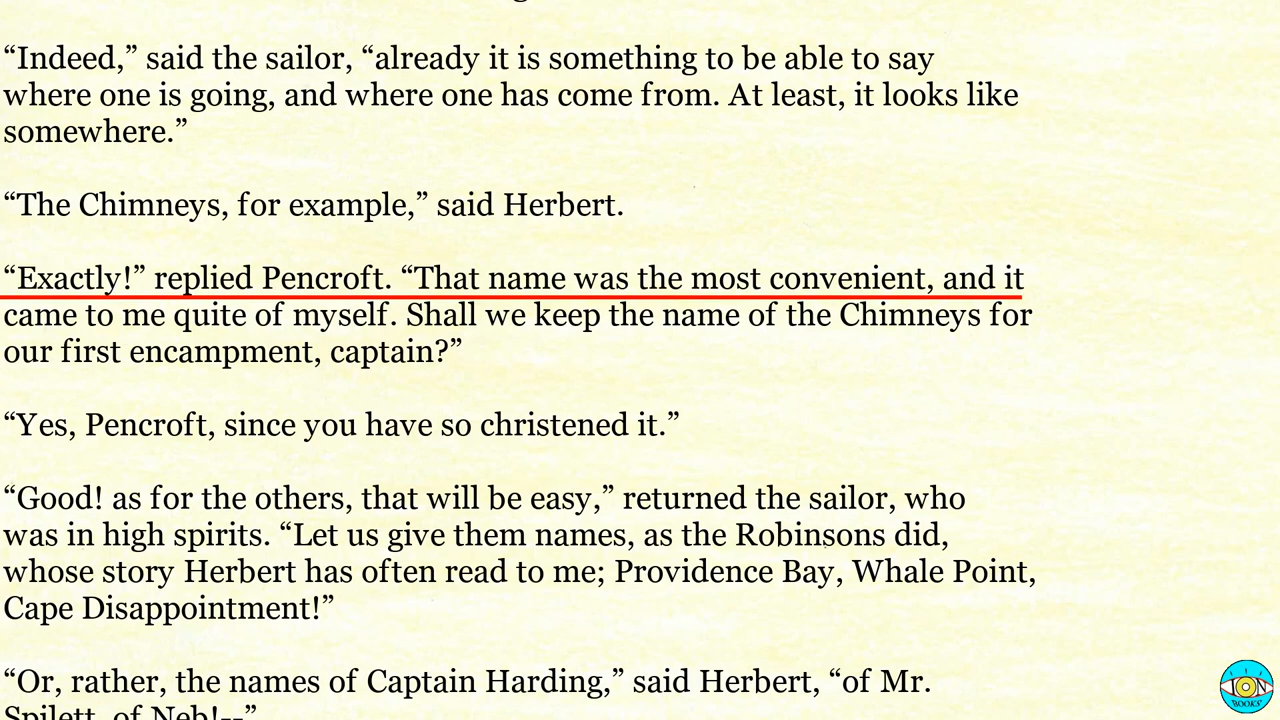 “Indeed,” said the sailor, “already it is something to be able to say
where one is going, and where one has come from. At least, it looks like
somewhere.”
“The Chimneys, for example,” said Herbert.
“Exactly!” replied Pencroft. “That name was the most convenient, and it
came to me quite of myself. Shall we keep the name of the Chimneys for
our first encampment, captain?”
“Yes, Pencroft, since you have so christened it.”
“Good! as for the others, that will be easy,” returned the sailor, who
was in high spirits. “Let us give them names, as the Robinsons did,
whose story Herbert has often read to me; Providence Bay, Whale Point,
Cape Disappointment!”
“Or, rather, the names of Captain Harding,” said Herbert, “of Mr.
Spilett, of Neb!--”
ION
BOOKS